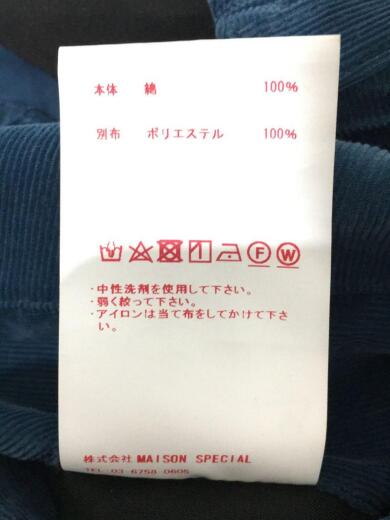 本体 綿 100%
別布 ポリエステル 100%
F W
・中性洗剤を使用して下さい。
・弱く絞って下さい。
・アイロンは当て布をしてかけて下さ
い。
株式会社 MAISON SPECIAL
TEL 03-6758-0605